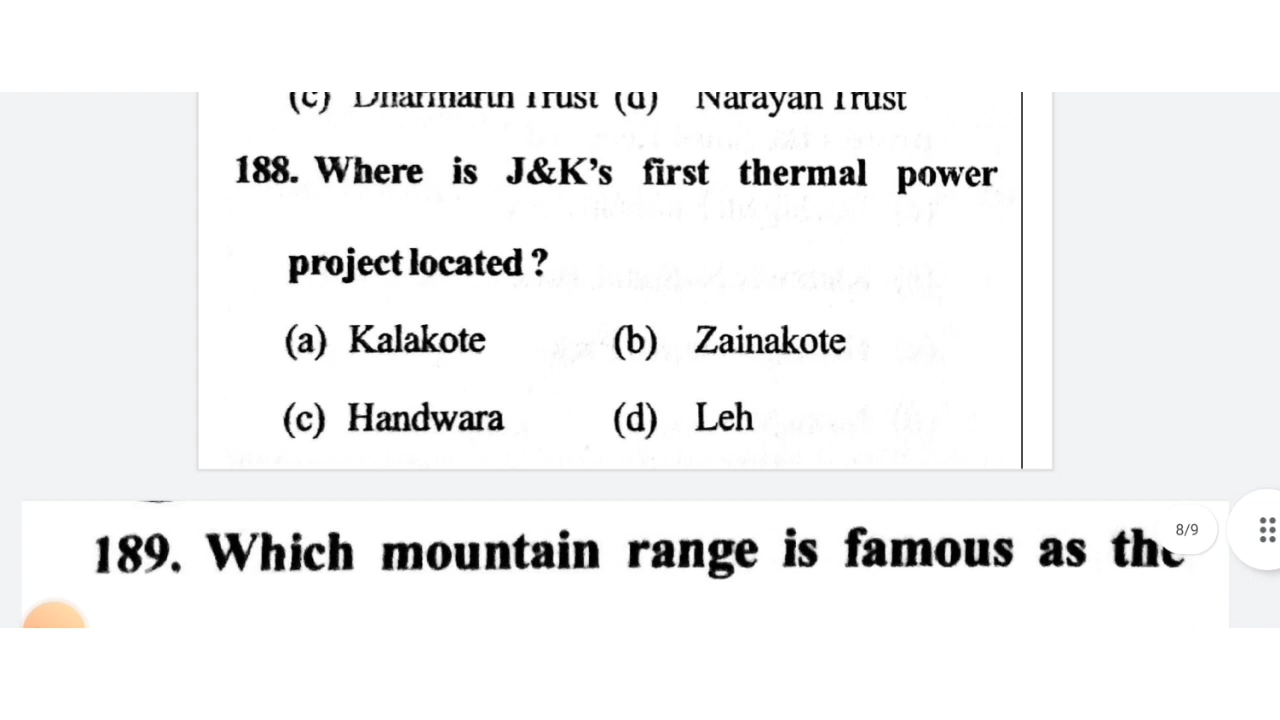 (c) Dharmarth Trust (d) Narayan Trust
188. Where is J&K’s first thermal power
project located ?
(a) Kalakote (b) Zainakote
(c) Handwara (d) Leh
189. Which mountain range is famous as the
8/9